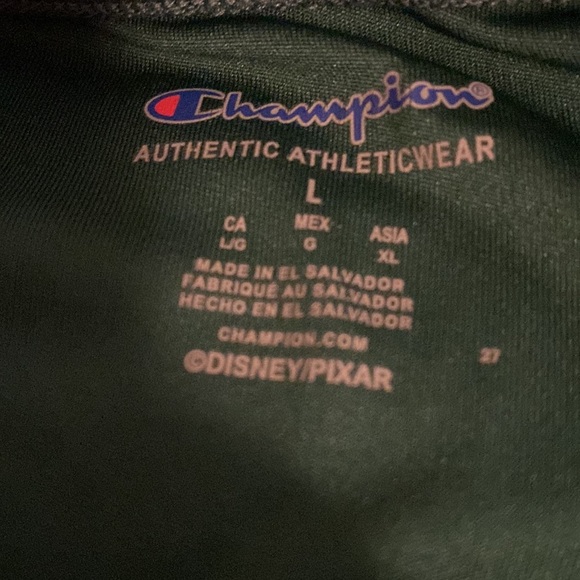 Champion®
AUTHENTIC ATHLETICWEAR
L
CA MEX ASIA
L/G G XL
MADE IN EL SALVADOR
FABRIQUÉ AU SALVADOR
HECHO EN EL SALVADOR
CHAMPION.COM
27
©DISNEY/PIXAR